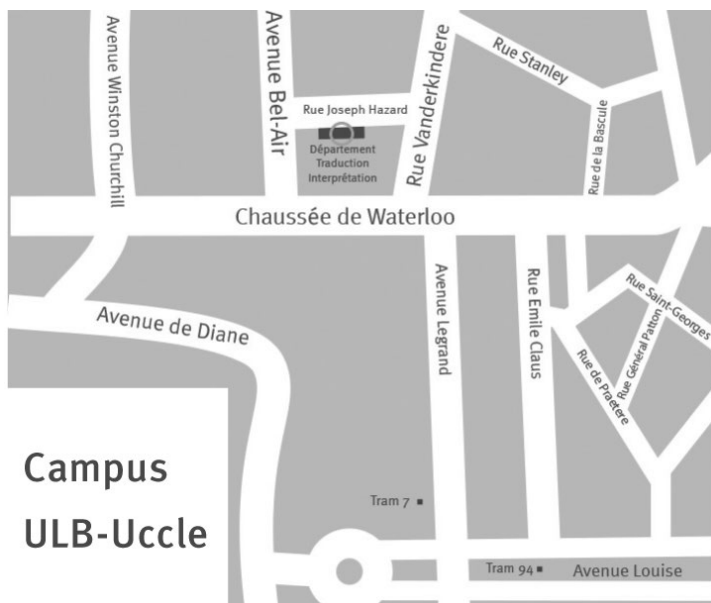 Avenue Winston Churchill
Avenue Bel-Air
Rue Joseph Hazard
Département
Traduction
Interprétation
Rue Vanderkindere
Rue Stanley
Rue de la Bascule
Chaussée de Waterloo
Avenue de Diane
Avenue Legrand
Rue Emile Claus
Rue Saint-Georges
Rue Général Patton
Rue de Praetere
Campus
ULB-Uccle
Tram 7
Tram 94
Avenue Louise